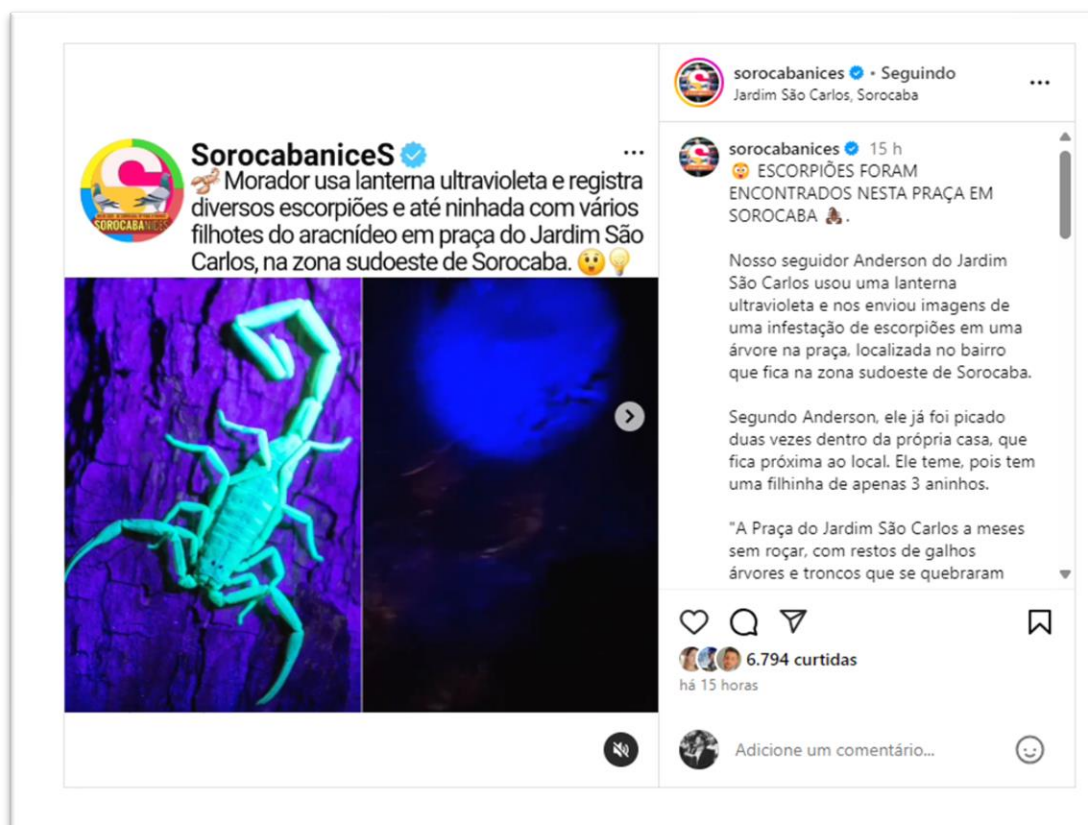 SorocabaniceS
🦂 Morador usa lanterna ultravioleta e registra
diversos escorpiões e até ninhada com vários
filhotes do aracnídeo em praça do Jardim São
Carlos, na zona sudoeste de Sorocaba. 😲💡
S
SOROCABANICES
sorocabanices • Seguindo
Jardim São Carlos, Sorocaba
sorocabanices 15 h
😳 ESCORPIÕES FORAM
ENCONTRADOS NESTA PRAÇA EM
SOROCABA 🙏🏿.
Nosso seguidor Anderson do Jardim
São Carlos usou uma lanterna
ultravioleta e nos enviou imagens de
uma infestação de escorpiões em uma
árvore na praça, localizada no bairro
que fica na zona sudoeste de Sorocaba.
Segundo Anderson, ele já foi picado
duas vezes dentro da própria casa, que
fica próxima ao local. Ele teme, pois tem
uma filhinha de apenas 3 aninhos.
"A Praça do Jardim São Carlos a meses
sem roçar, com restos de galhos
árvores e troncos que se quebraram
6.794 curtidas
há 15 horas
Adicione um comentário...